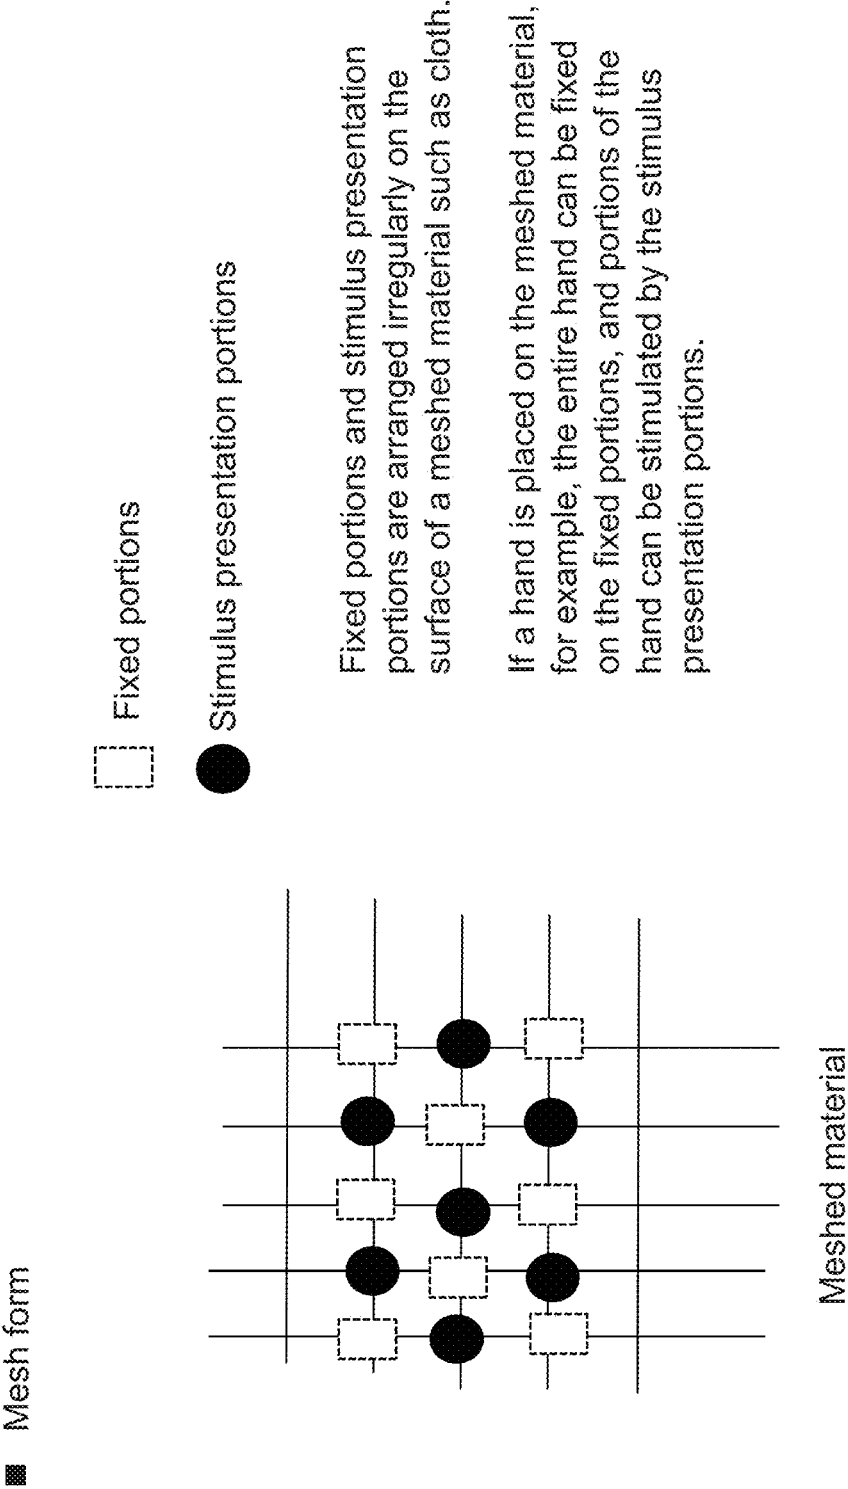 ■ Mesh form
Fixed portions
Stimulus presentation portions
Fixed portions and stimulus presentation
portions are arranged irregularly on the
surface of a meshed material such as cloth.
If a hand is placed on the meshed material,
for example, the entire hand can be fixed
on the fixed portions, and portions of the
hand can be stimulated by the stimulus
presentation portions.
Meshed material